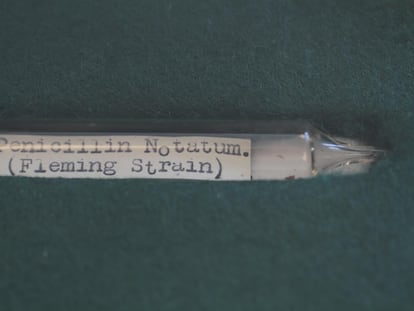 Penicillin Notatum.
(Fleming Strain)